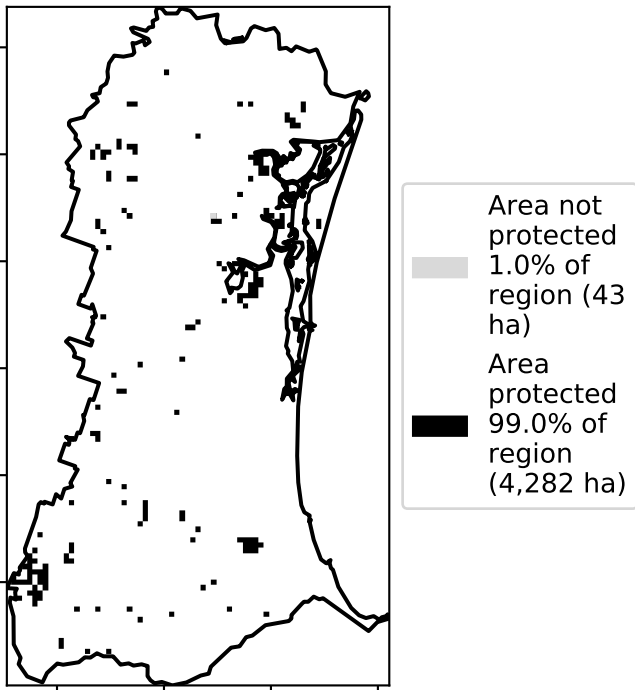 Area not
protected
1.0% of
region (43
ha)
Area
protected
99.0% of
region
(4,282 ha)